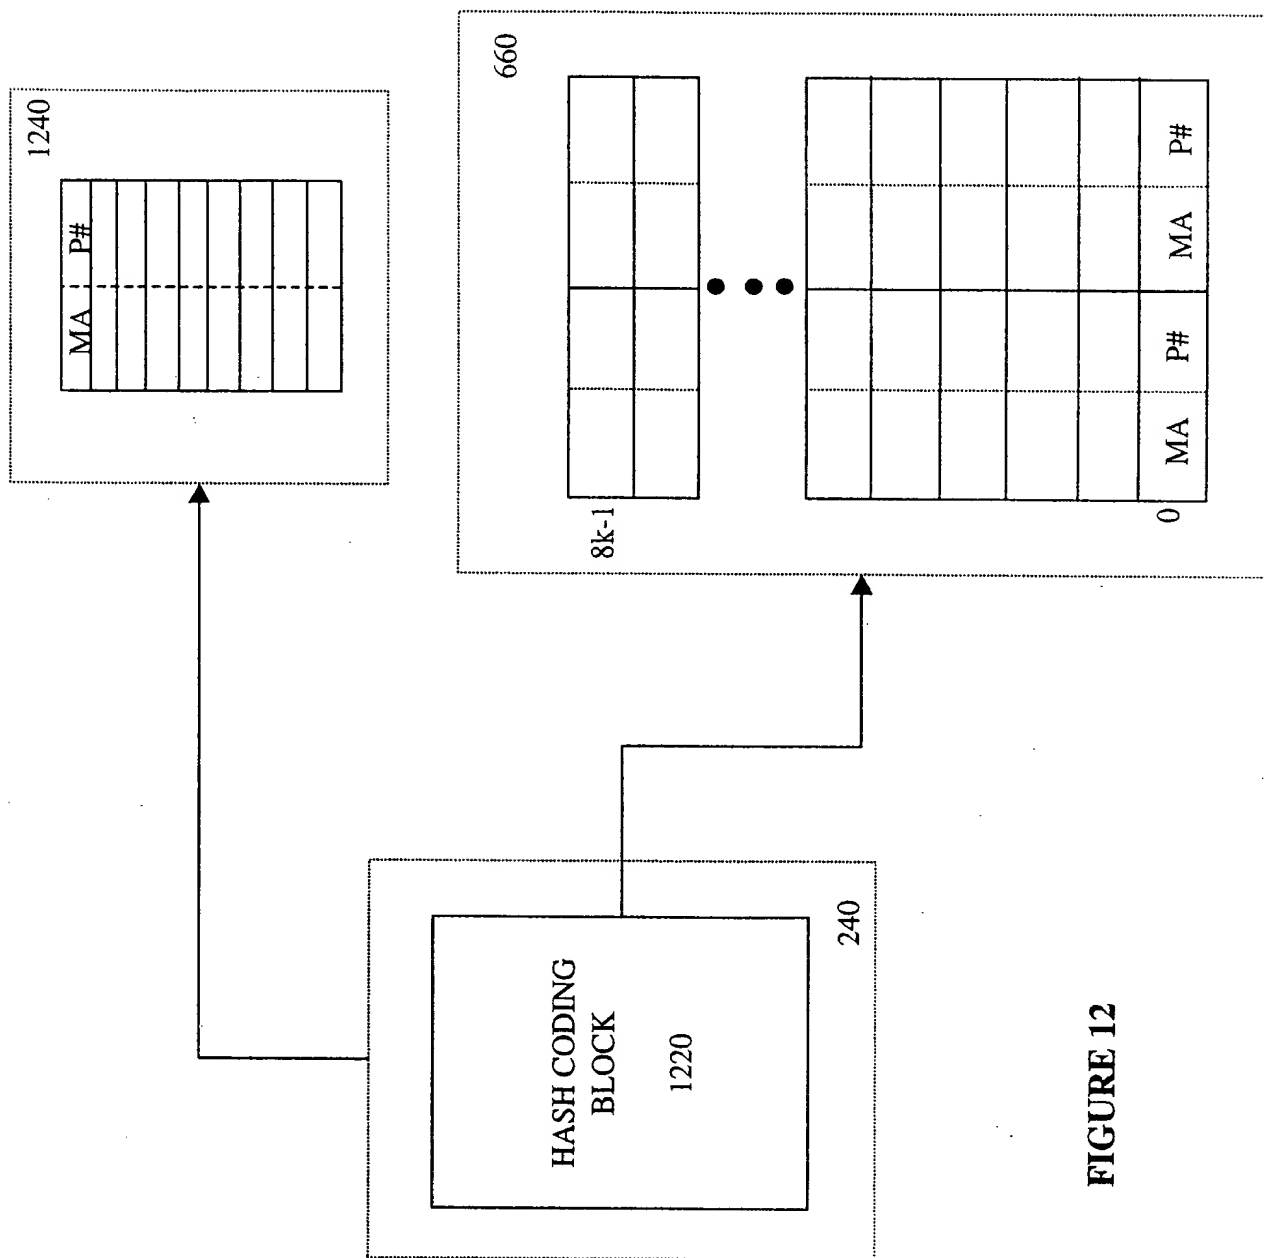 1240
MA P#
HASH CODING
BLOCK
1220
240
660
8k-1
0 MA P# MA P#
FIGURE 12